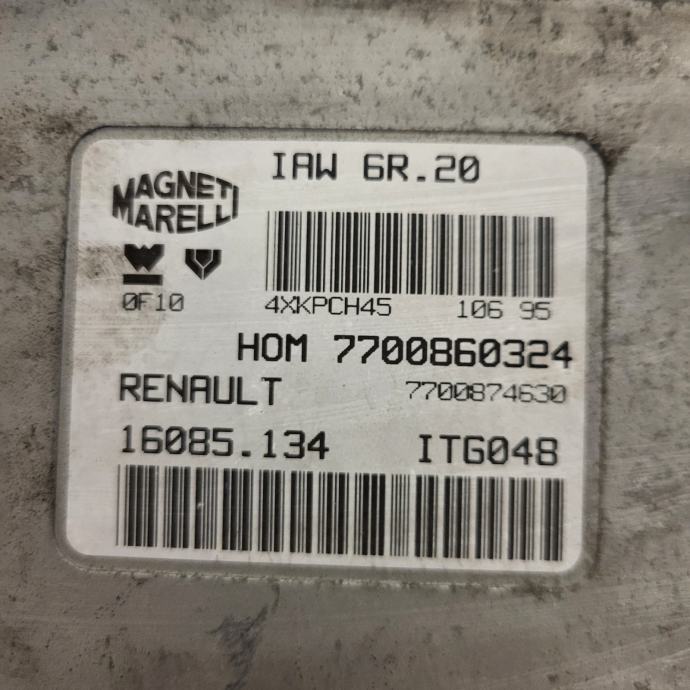 IAW 6R.20
MAGNETI
MARELLI
0F10
4XKPCH45 106 95
HOM 7700860324
RENAULT 7700874630
16085.134 ITG048